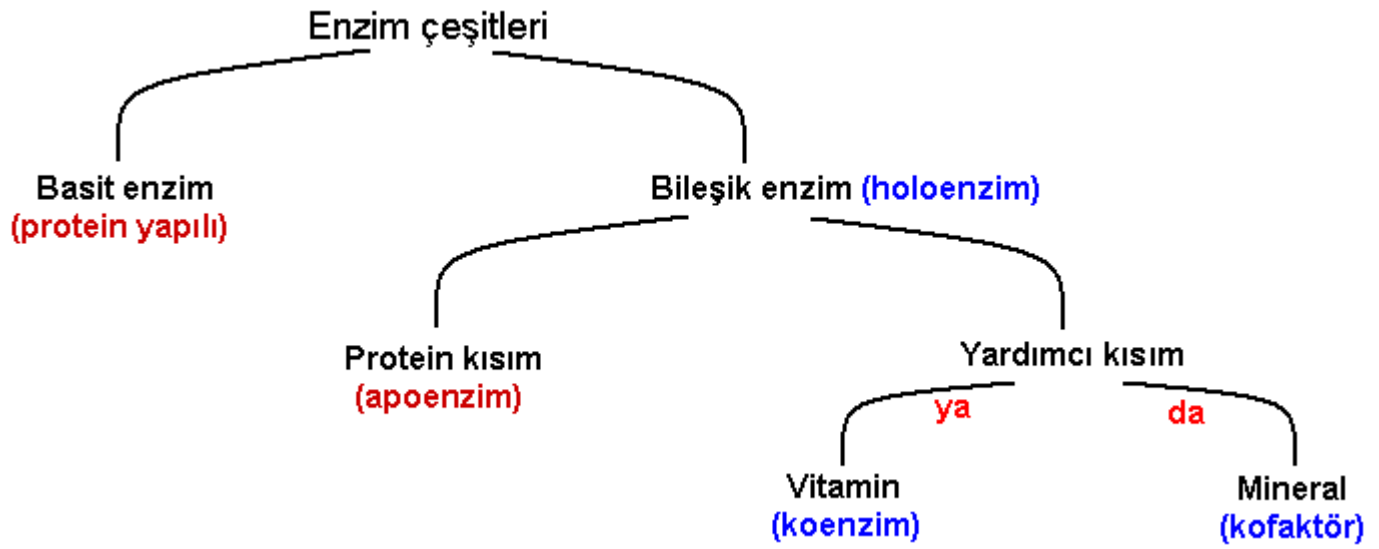 Enzim çeşitleri
Basit enzim
(protein yapılı)
Bileşik enzim (holoenzim)
Protein kısım
(apoenzim)
Yardımcı kısım
ya da
Vitamin
(koenzim)
Mineral
(kofaktör)